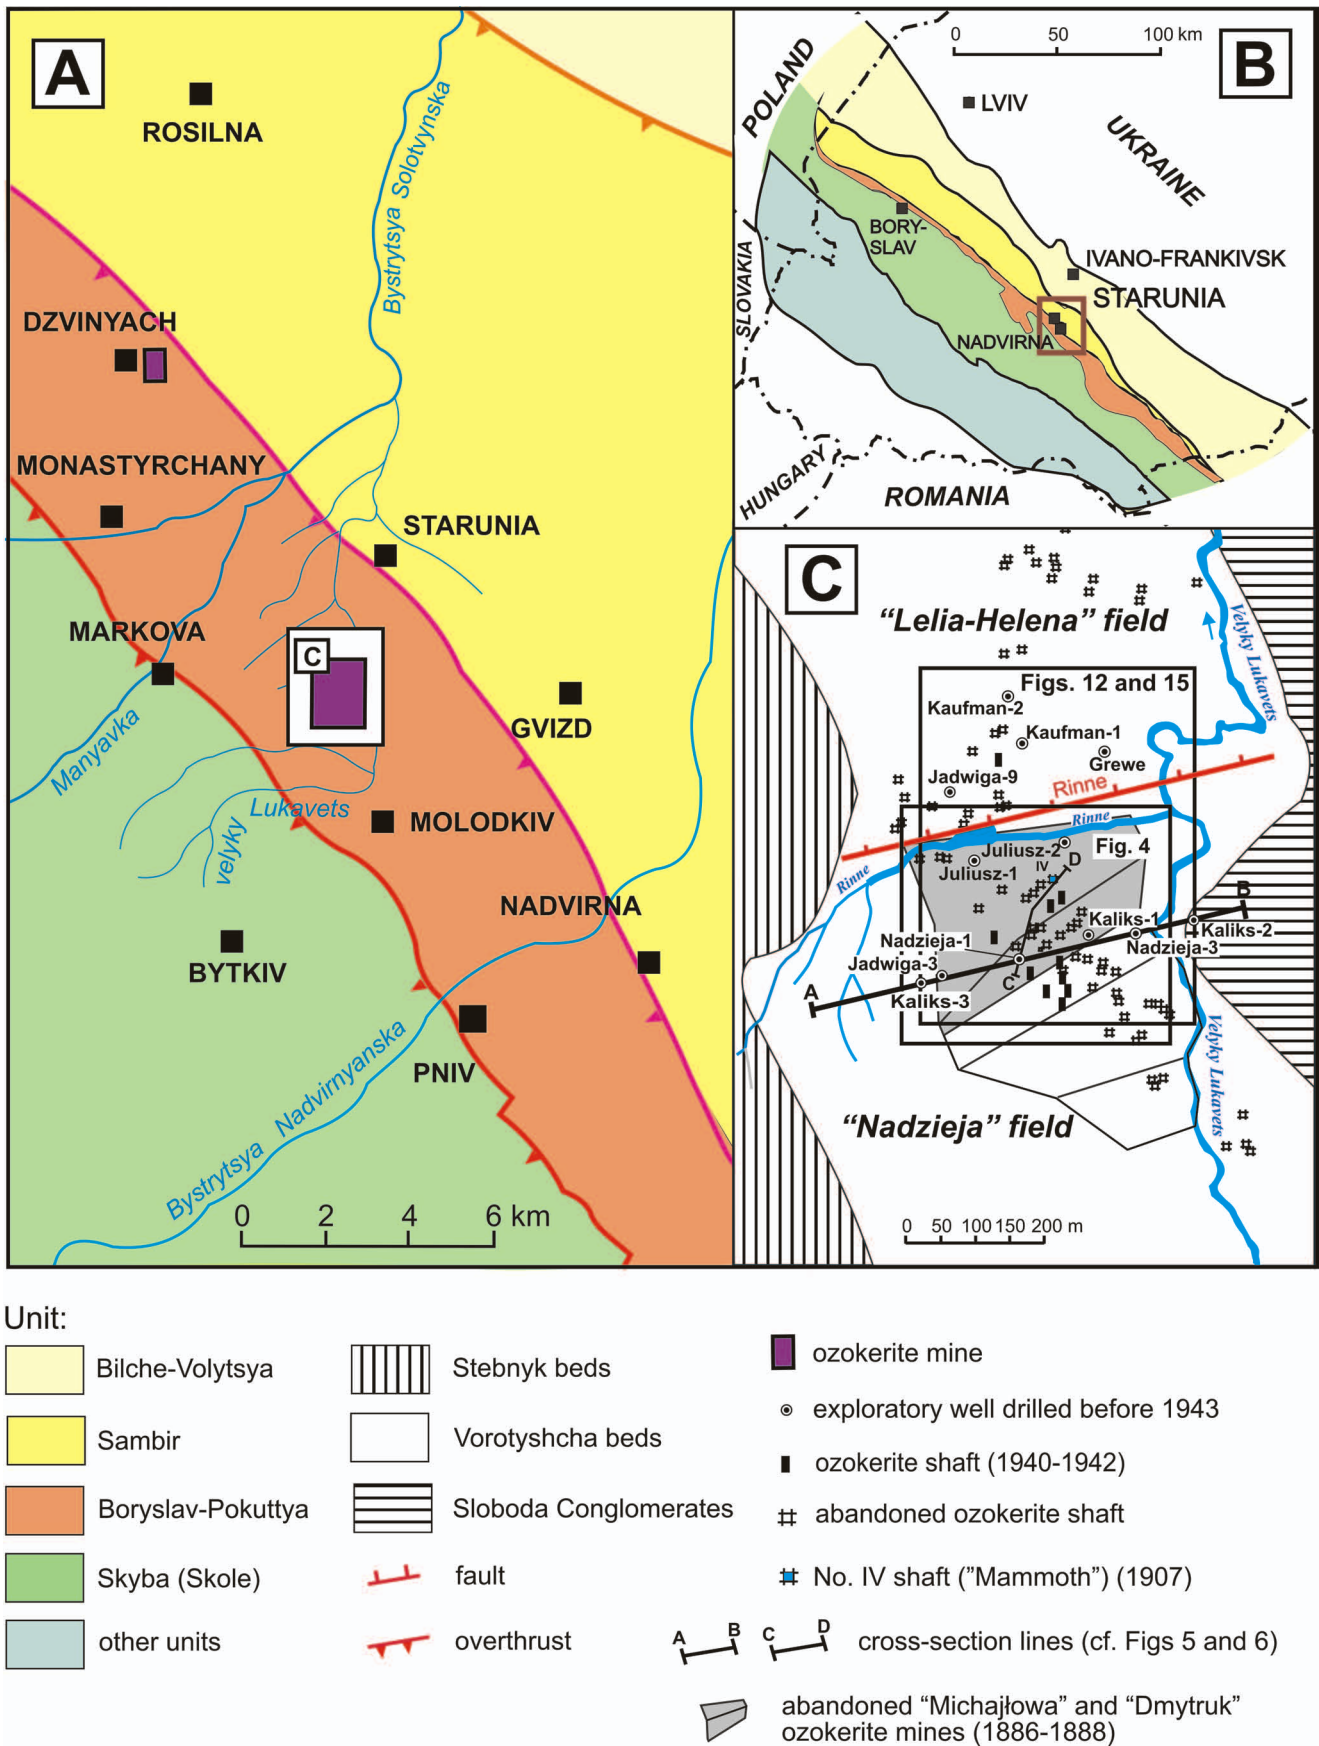 A
ROSILNA
Bystrytsya Solotvynska
DZVINYACH
MONASTYRCHANY
STARUNIA
MARKOVA
C
GVIZD
Manyavka
Lukavets
velyky
MOLODKIV
NADVIRNA
BYTKIV
PNIV
Bystrytsya Nadvirnyanska
0 2 4 6 km
B
0 50 100 km
POLAND
LVIV
UKRAINE
BORY-
SLAV
IVANO-FRANKIVSK
STARUNIA
SLOVAKIA
NADVIRNA
HUNGARY
ROMANIA
C
“Lelia-Helena” field
Velyky Lukavets
Figs. 12 and 15
Kaufman-2
Kaufman-1
Grewe
Jadwiga-9
Rinne
Rinne
Fig. 4
Juliusz-2
D
IV
Juliusz-1
Rinne
B
Kaliks-1
Kaliks-2
Nadzieja-1
Nadzieja-3
Jadwiga-3
C
A
Kaliks-3
Velyky Lukavets
“Nadzieja” field
0 50 100 150 200 m
Unit:
Bilche-Volytsya
Sambir
Boryslav-Pokuttya
Skyba (Skole)
other units
Stebnyk beds
Vorotyshcha beds
Sloboda Conglomerates
fault
overthrust
ozokerite mine
exploratory well drilled before 1943
ozokerite shaft (1940-1942)
abandoned ozokerite shaft
No. IV shaft (”Mammoth”) (1907)
A B C D
cross-section lines (cf. Figs 5 and 6)
abandoned “Michajłowa” and “Dmytruk”
ozokerite mines (1886-1888)